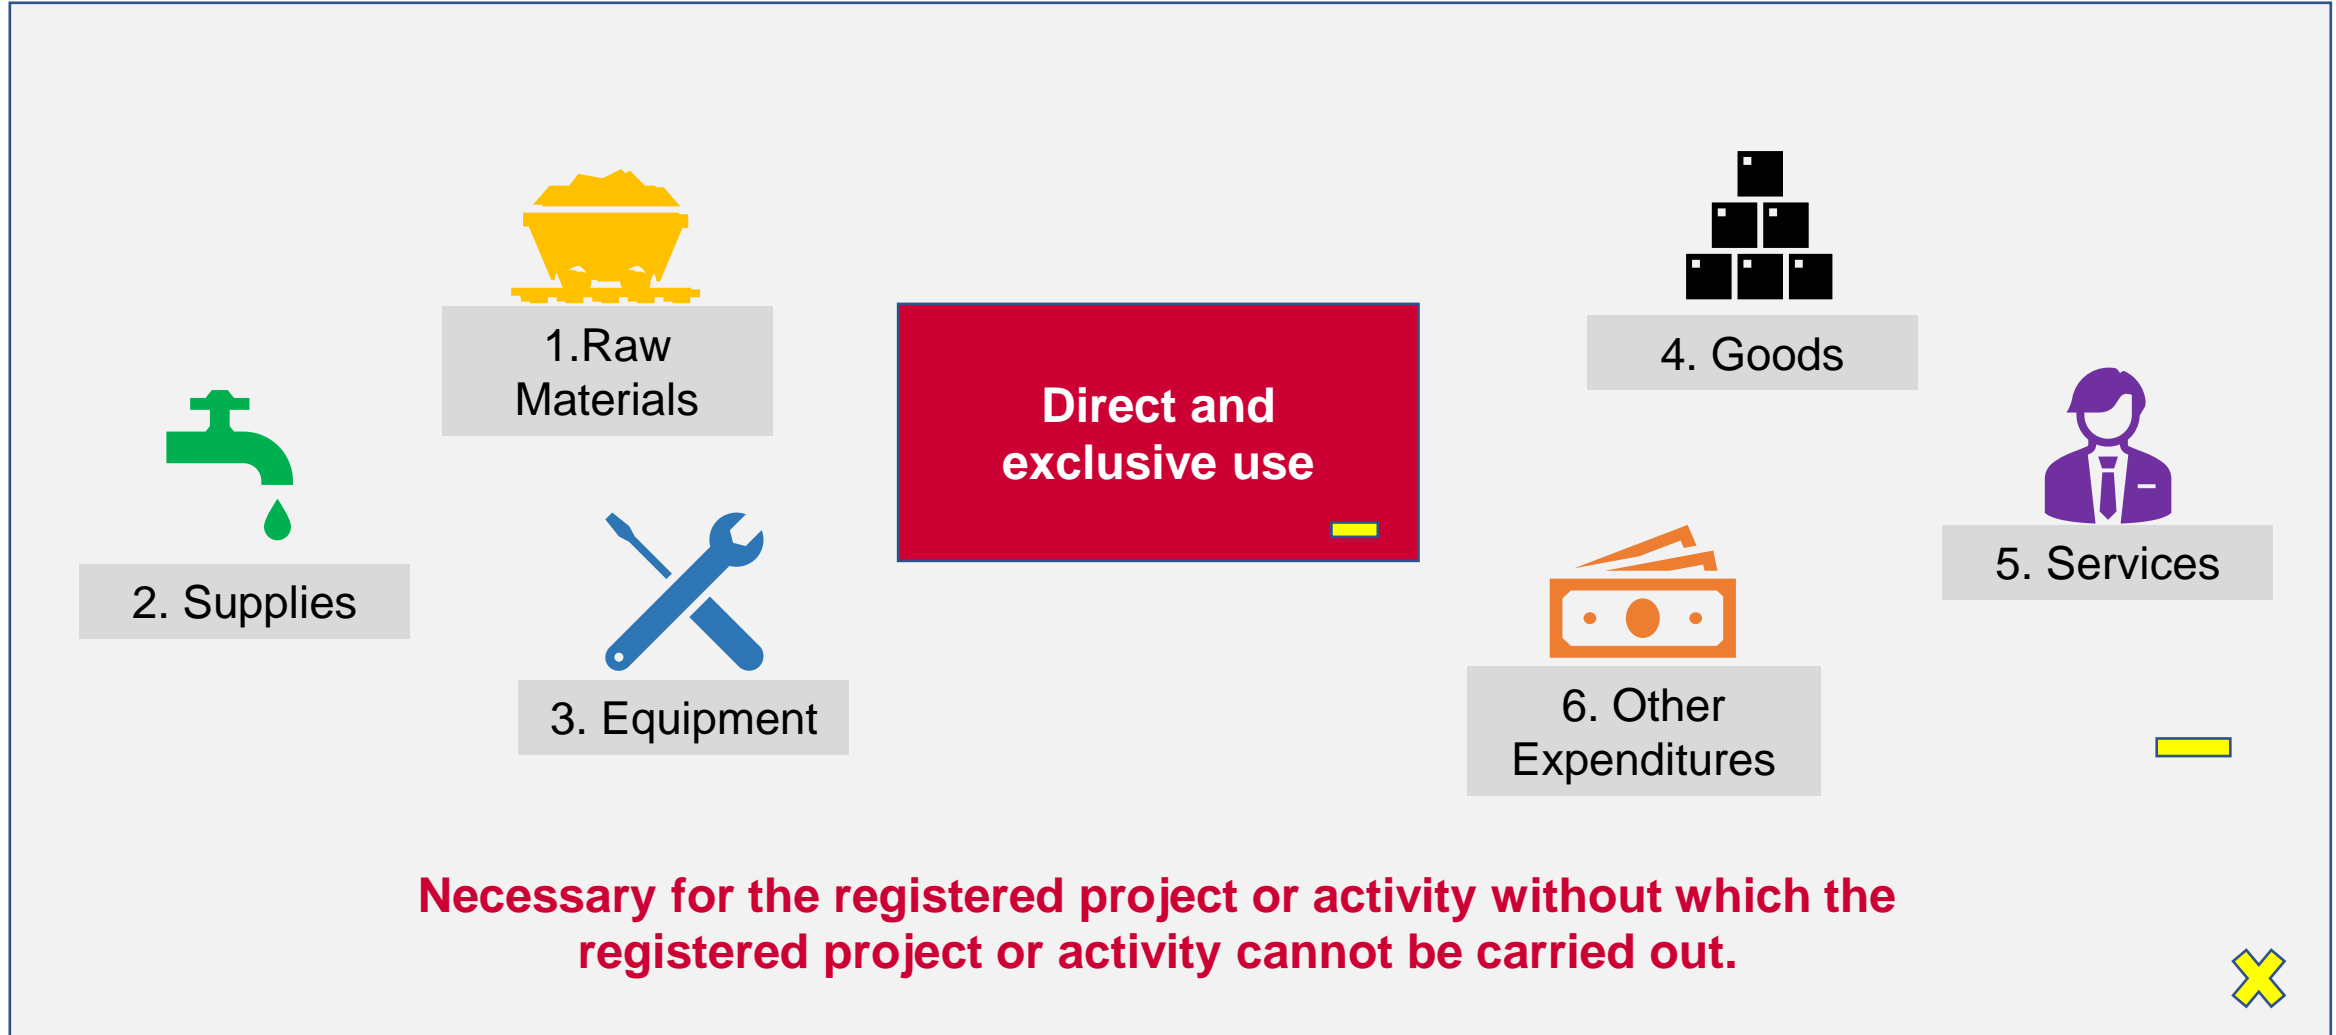 1.Raw
Materials
2. Supplies
3. Equipment
Direct and
exclusive use
4. Goods
5. Services
6. Other
Expenditures
Necessary for the registered project or activity without which the
registered project or activity cannot be carried out.